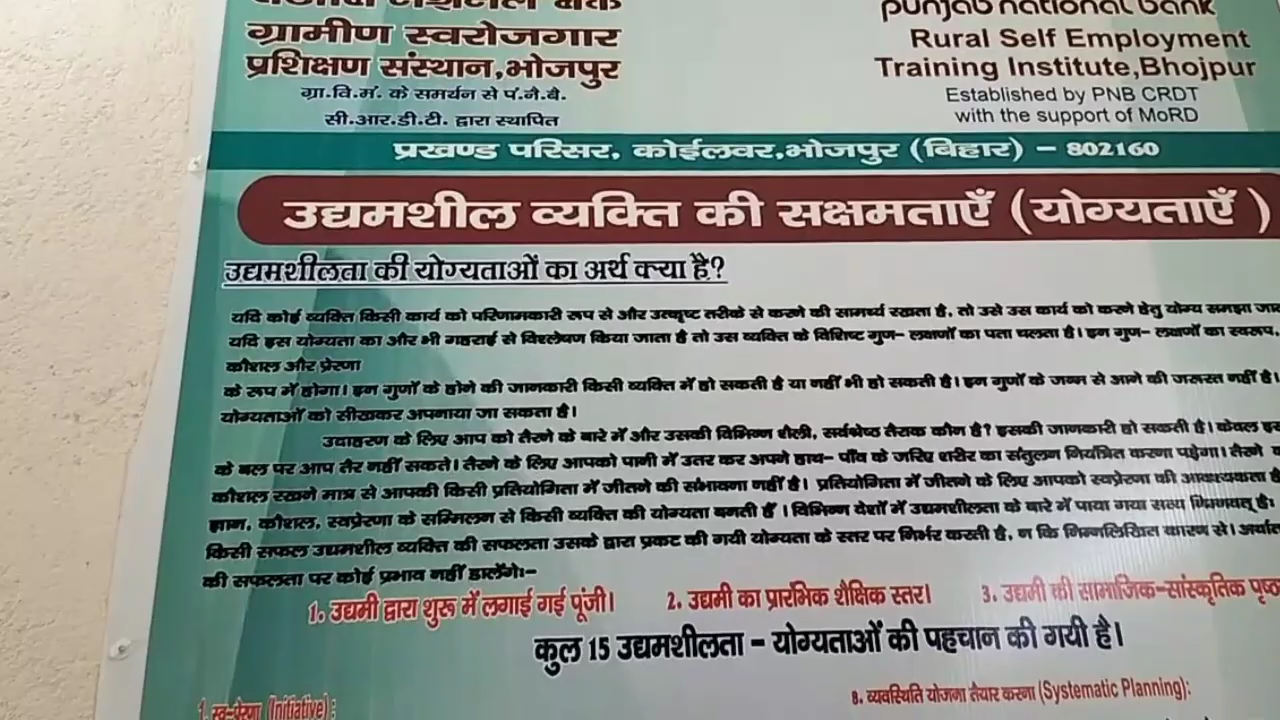 ग्रामीण स्वरोजगार
प्रशिक्षण संस्थान,भोजपुर
ग्रा.वि.मं. के समर्थन से पं.नै.बै.
सी.आर.डी.टी. द्वारा स्थापित
punjab national bank
Rural Self Employment
Training Institute,Bhojpur
Established by PNB CRDT
with the support of MoRD
प्रखण्ड परिसर, कोईलवर,भोजपुर (बिहार) – 802160
उद्यमशील व्यक्ति की सक्षमताएँ (योग्यताएँ )
उद्यमशीलता की योग्यताओं का अर्थ क्या है?
यदि कोई व्यक्ति किसी कार्य को परिणामकारी रूप से और उत्कृष्ट तरीके से करने की सामर्थ्य रखता है, तो उसे उस कार्य को करने हेतु योग्य समझा
यदि इस योग्यता का और भी गहराई से विश्लेषण किया जाता है तो उस व्यक्ति के विशिष्ट गुण– लक्षणों का पता चलता है। इन गुण– लक्षणों का स्वरूप,
कौशल और प्रेरणा
के रूप में होगा। इन गुणों के होने की जानकारी किसी व्यक्ति में हो सकती है या नहीं भी हो सकती है। इन गुणों के जन्म से आने की जरूरत नहीं है।
योग्यताओं को सीखकर अपनाया जा सकता है।
उदाहरण के लिए आप को तैरने के बारे में और उसकी विभिन्न शैली, सर्वश्रेष्ठ तैराक कौन है? इसकी जानकारी हो सकती है। केवल
के बल पर आप तैर नहीं सकते। तैरने के लिए आपको पानी में उतर कर अपने हाथ– पाँव के जरिए शरीर का संतुलन नियंत्रित करना पड़ेगा। तैरने
कौशल रखने मात्र से आपकी किसी प्रतियोगिता में जीतने की संभावना नहीं है। प्रतियोगिता में जीतने के लिए आपको स्वप्रेरणा की आवश्यकता
ज्ञान, कौशल, स्वप्रेरणा के सम्मिलन से किसी व्यक्ति की योग्यता बनती हैं । विभिन्न देशों में उद्यमशीलता के बारे में पाया गया सत्य
किसी सफल उद्यमशील व्यक्ति की सफलता उसके द्वारा प्रकट की गयी योग्यता के स्तर पर निर्भर करती है, न कि निम्नलिखित कारण से।
की सफलता पर कोई प्रभाव नहीं डालेंगे।–
1. उद्यमी द्वारा शुरू में लगाई गई पूंजी। 2. उद्यमी का प्रारंभिक शैक्षिक स्तर। 3. उद्यमी की सामाजिक-सांस्कृतिक
कुल 15 उद्यमशीलता – योग्यताओं की पहचान की गयी है।
8. व्यवस्थिति योजना तैयार करना (Systematic Planning):
1. स्व-प्रेरणा (Initiative) :